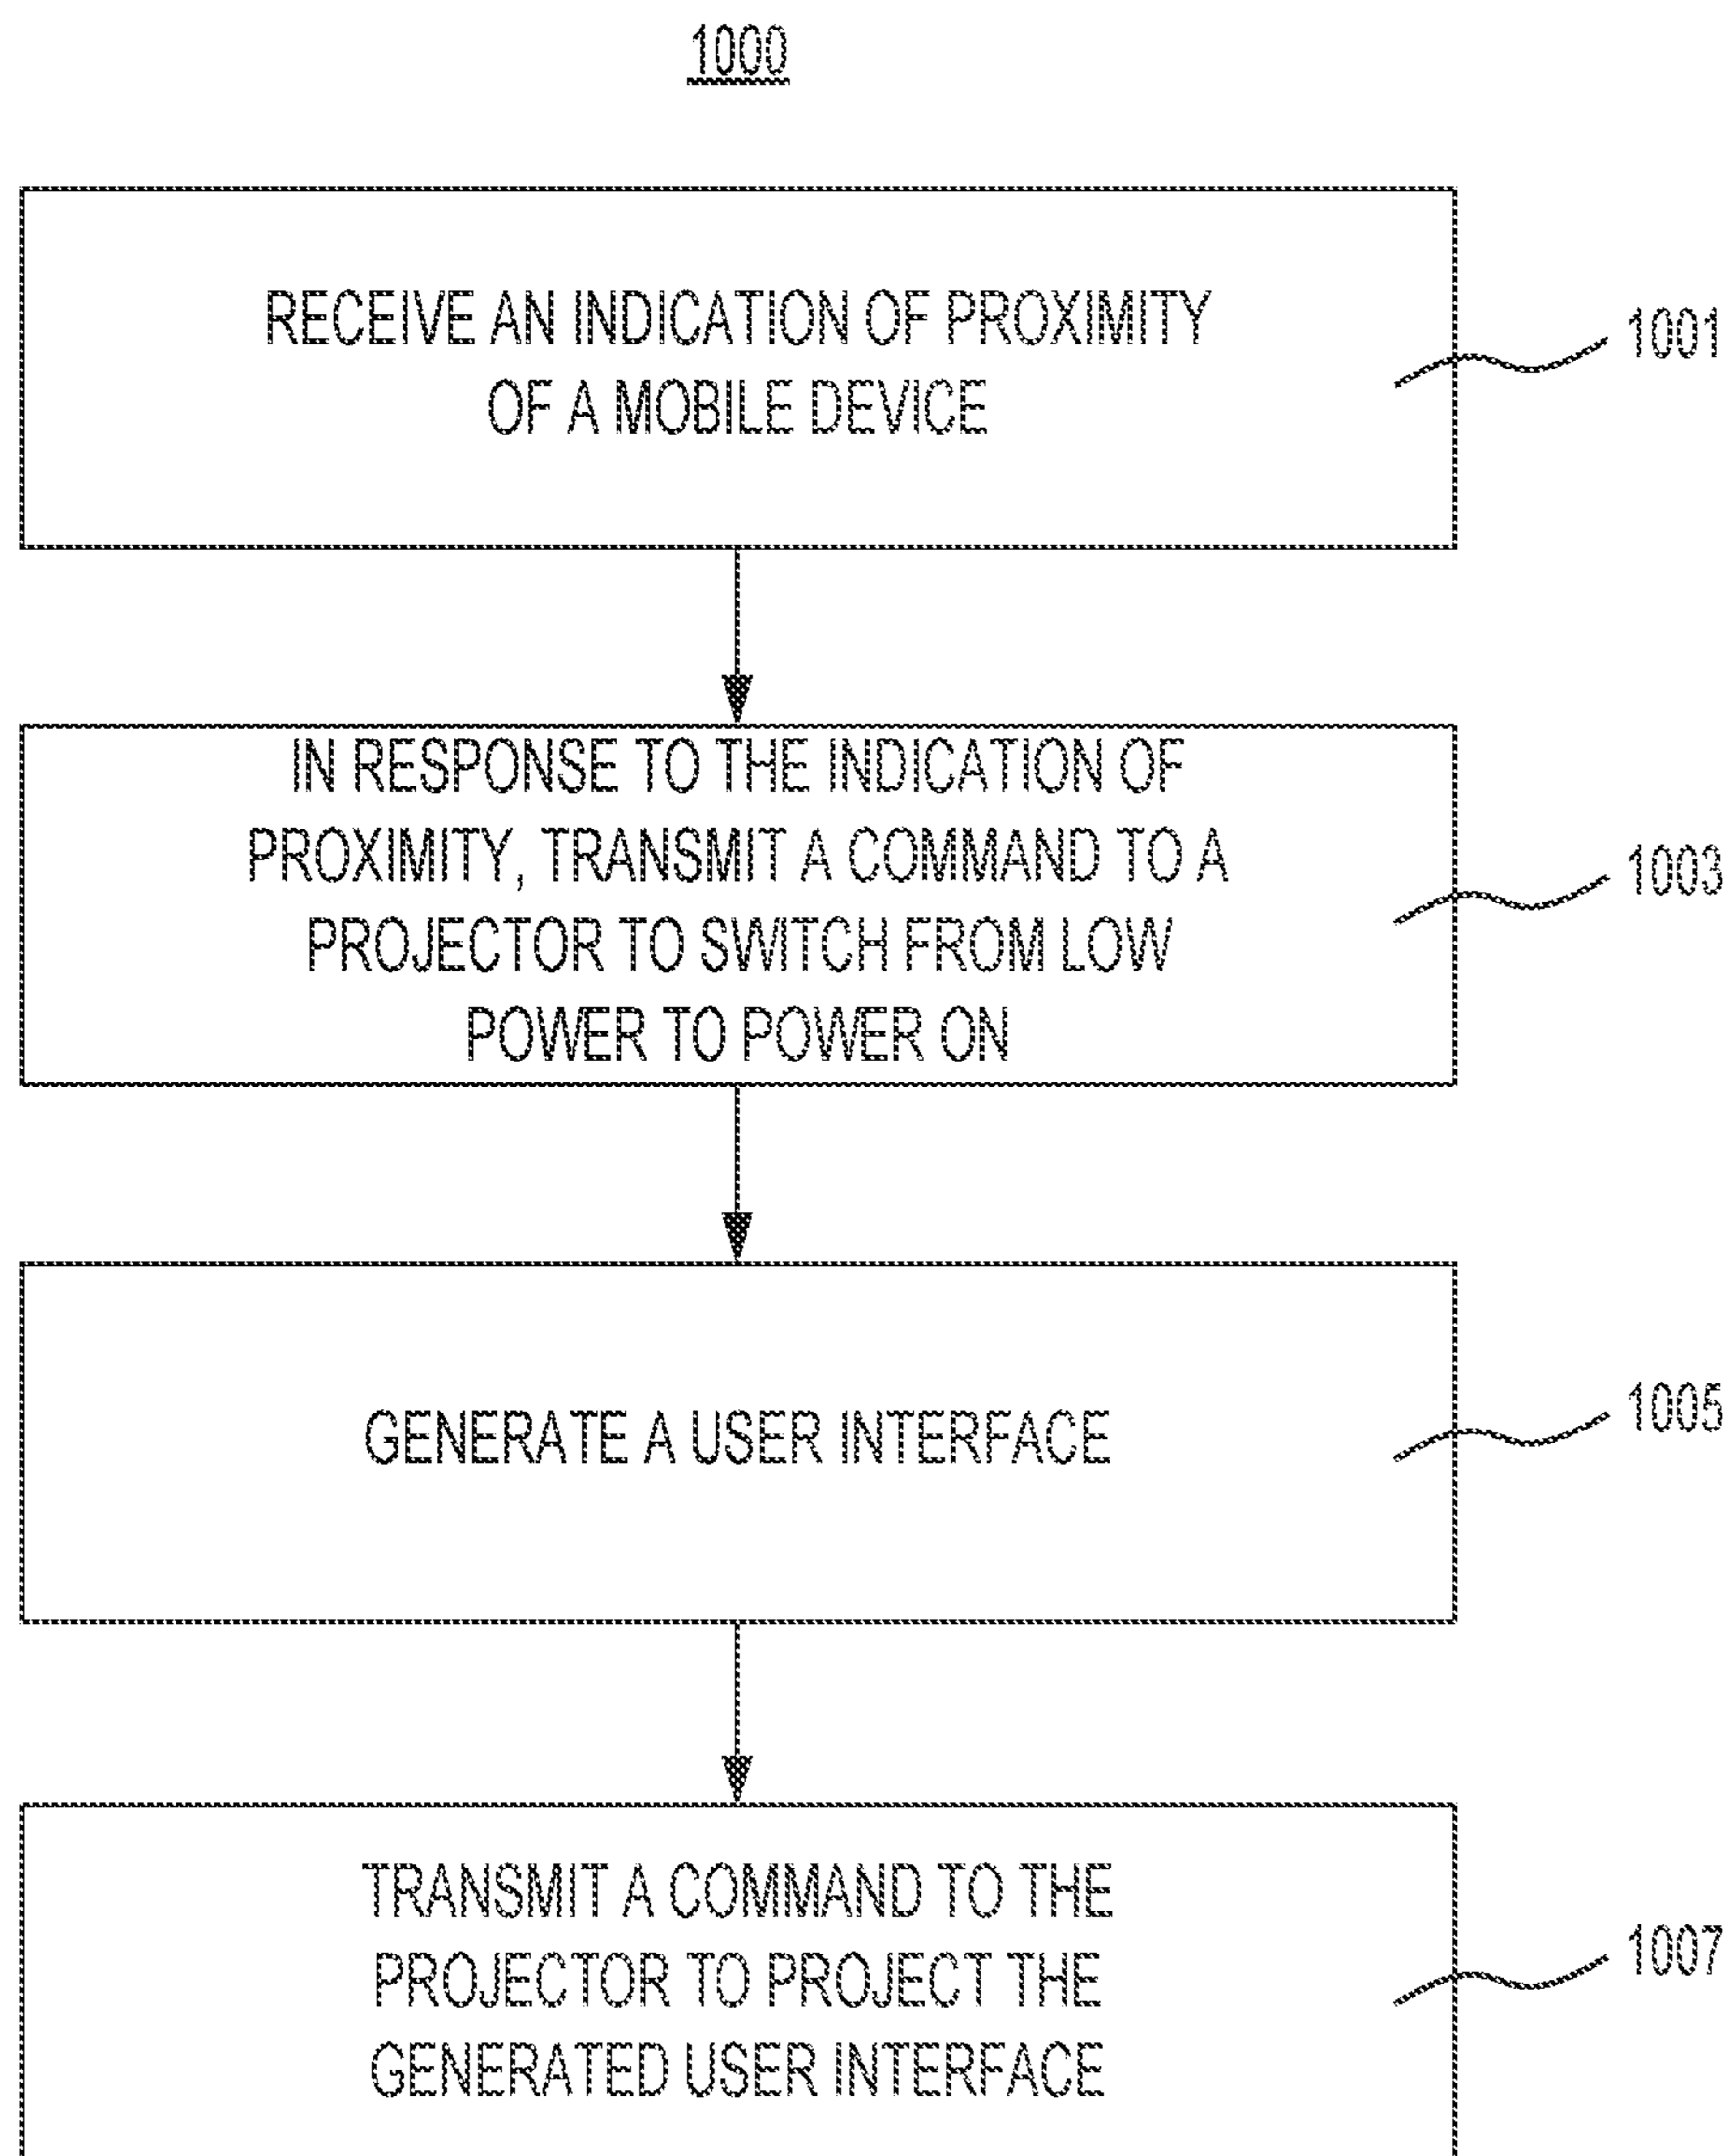 1000
RECEIVE AN INDICATION OF PROXIMITY
OF A MOBILE DEVICE
1001
IN RESPONSE TO THE INDICATION OF
PROXIMITY, TRANSMIT A COMMAND TO A
PROJECTOR TO SWITCH FROM LOW
POWER TO POWER ON
1003
GENERATE A USER INTERFACE
1005
TRANSMIT A COMMAND TO THE
PROJECTOR TO PROJECT THE
GENERATED USER INTERFACE
1007